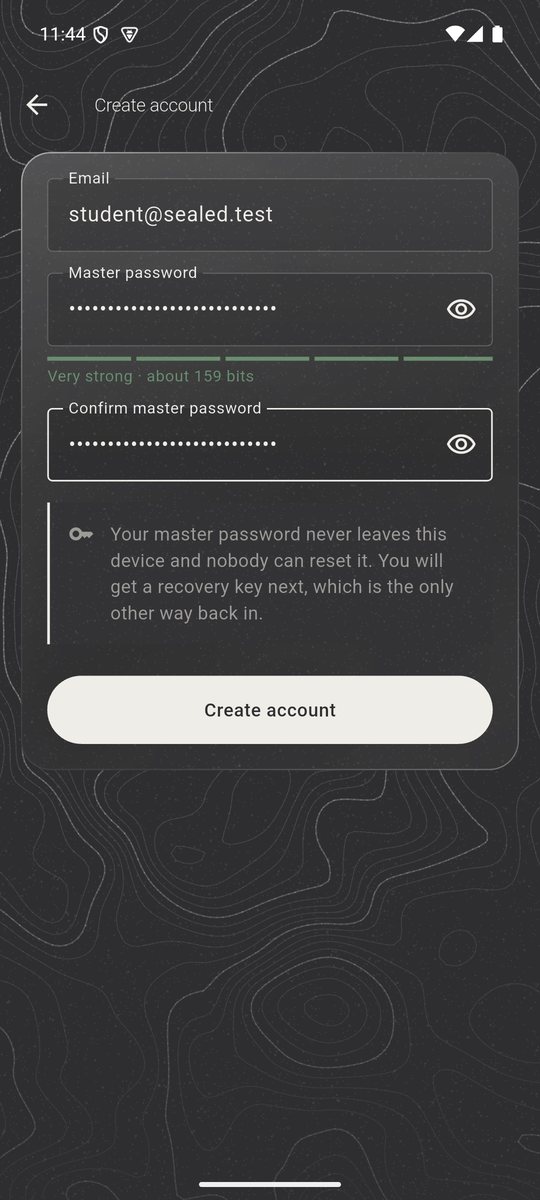 11:44
Create account
Email
student@sealed.test
Master password
•••••••••••••••••••••••••••
Very strong · about 159 bits
Confirm master password
•••••••••••••••••••••••••••
Your master password never leaves this
device and nobody can reset it. You will
get a recovery key next, which is the only
other way back in.
Create account